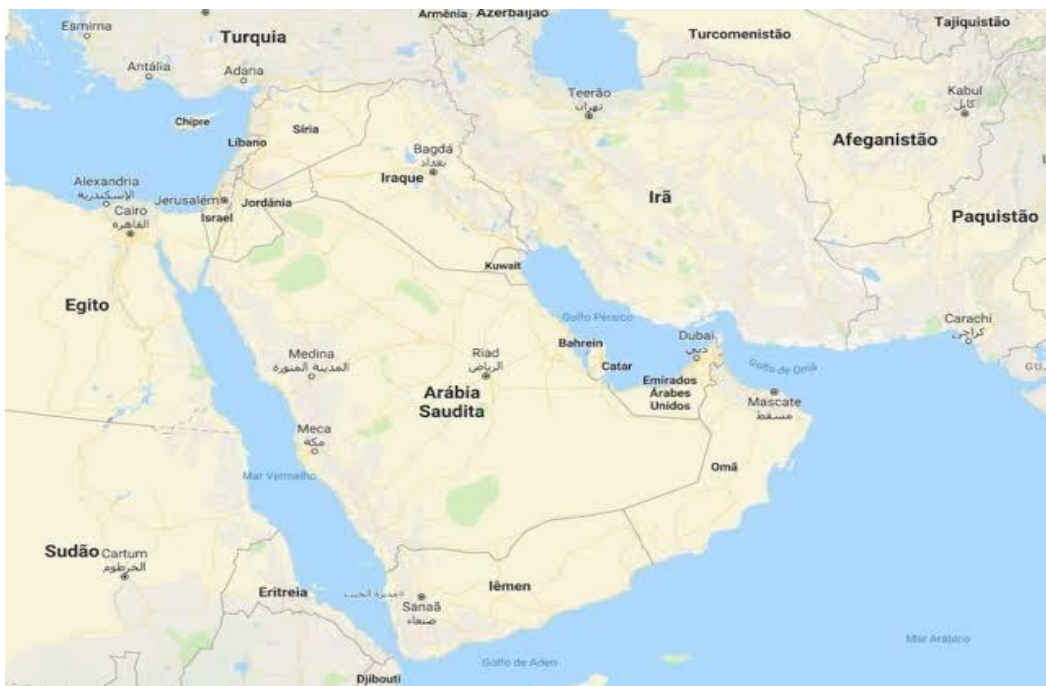 Armênia
Azerbaijão
Tajiquistão
Esmirna
Turquia
Turcomenistão
Antália
Adana
Teerão
تهران
Kabul
کابل
Chipre
Síria
Líbano
Bagdá
بغداد
Afeganistão
Iraque
Alexandria
الإسكندرية
Jerusalém
Jordânia
Irã
Cairo
القاهرة
Israel
Paquistão
Kuwait
Egito
Golfo Pérsico
Carachi
کراچی
Bahrein
Dubai
دبي
Medina
المدينة المنورة
Riad
الرياض
Catar
Golfo de Omã
GUJ
Arábia
Saudita
Emirados
Árabes
Unidos
Mascate
مسقط
Meca
مكة
Omã
Mar Vermelho
Sudão
Cartum
الخرطوم
Iêmen
Eritreia
Sanaã
صنعاء
Mar Arábico
Golfo de Aden
Djibouti